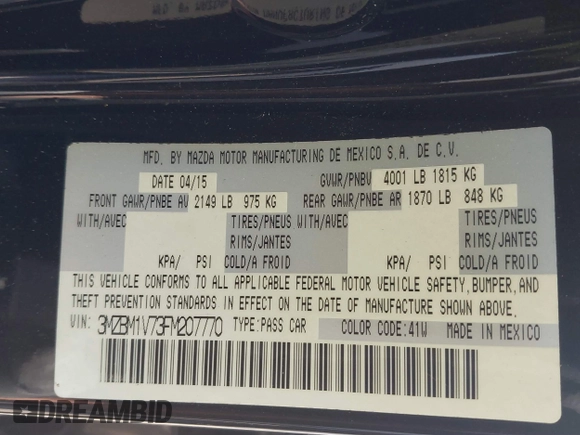 MFD. BY MAZDA MOTOR MANUFACTURING DE MEXICO S.A. DE C.V.
DATE 04/15 GVWR/PNBV 4001 LB 1815 KG
FRONT GAWR/PNBE AV 2149 LB 975 KG REAR GAWR/PNBE AR 1870 LB 848 KG
WITH/AVEC TIRES/PNEUS WITH/AVEC TIRES/PNEUS
RIMS/JANTES RIMS/JANTES
KPA/ PSI COLD/A FROID KPA/ PSI COLD/A FROID
THIS VEHICLE CONFORMS TO ALL APPLICABLE FEDERAL MOTOR VEHICLE SAFETY, BUMPER, AND
THEFT PREVENTION STANDARDS IN EFFECT ON THE DATE OF MANUFACTURE SHOWN ABOVE.
VIN: 3MZBM1V73FM207770 TYPE:PASS CAR COLOR CODE:41W MADE IN MEXICO
DREAMBID